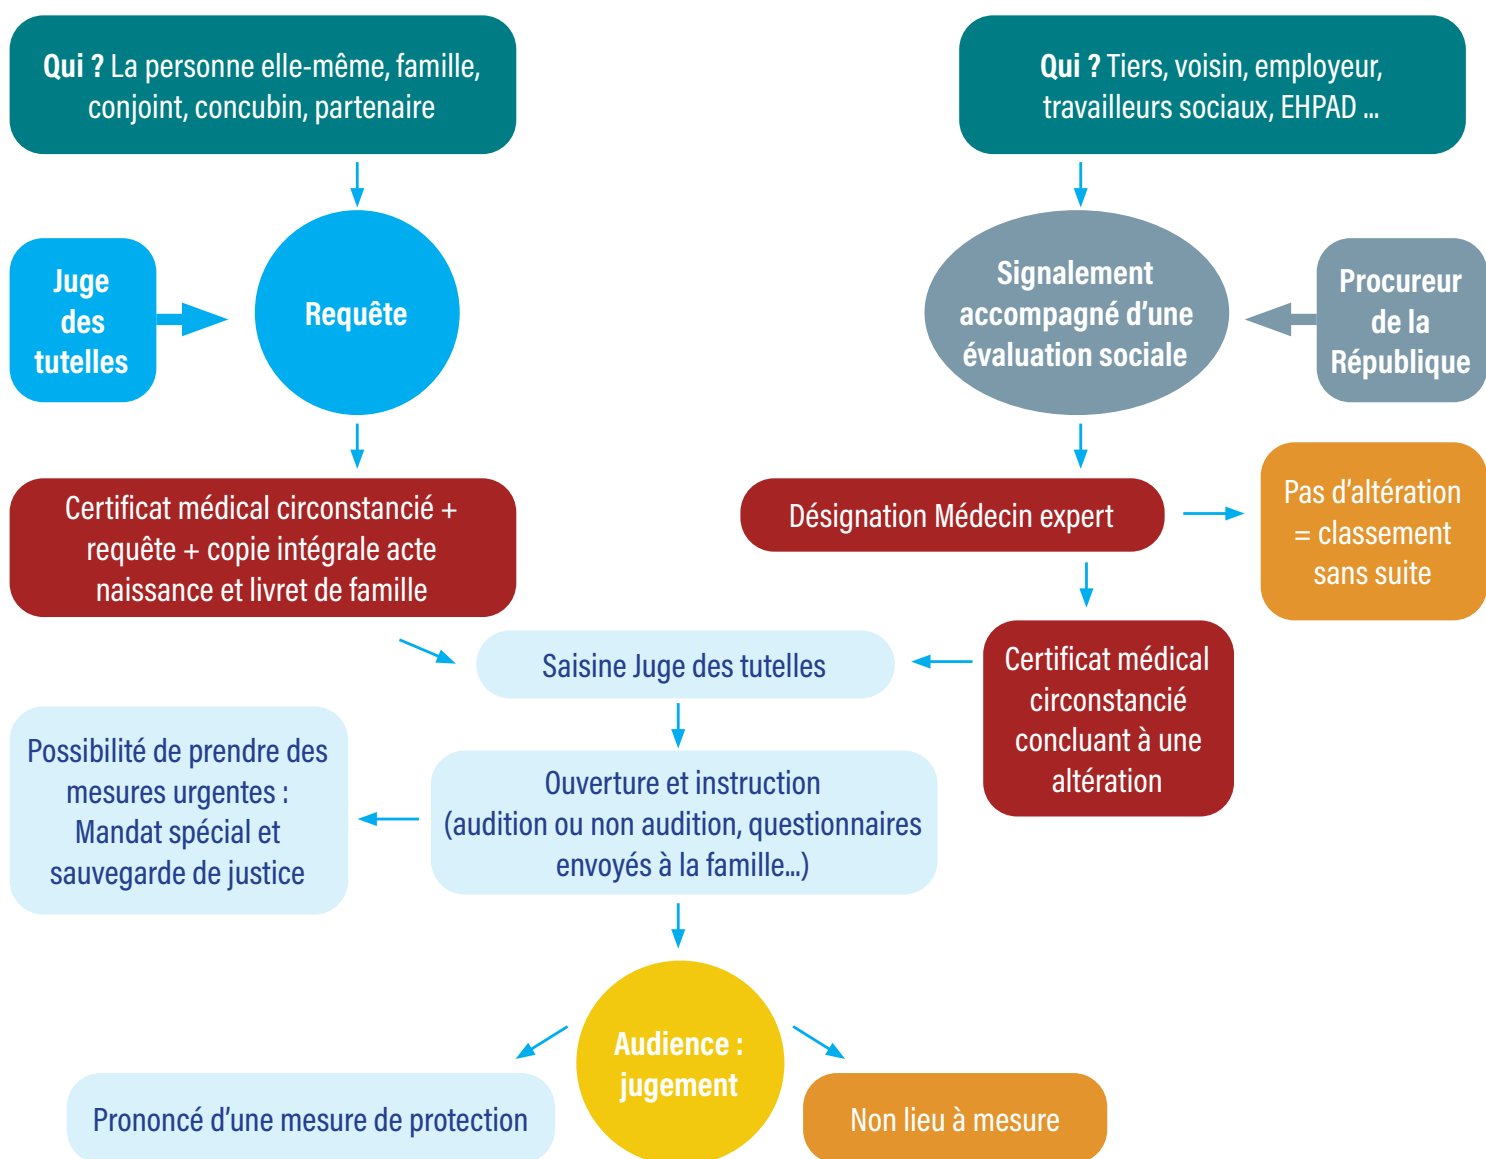 Qui ? La personne elle-même, famille,
conjoint, concubin, partenaire
Qui ? Tiers, voisin, employeur,
travailleurs sociaux, EHPAD ...
Juge
des
tutelles
Requête
Signalement
accompagné d’une
évaluation sociale
Procureur
de la
République
Certificat médical circonstancié +
requête + copie intégrale acte
naissance et livret de famille
Désignation Médecin expert
Pas d’altération
= classement
sans suite
Saisine Juge des tutelles
Certificat médical
circonstancié
concluant à une
altération
Possibilité de prendre des
mesures urgentes :
Mandat spécial et
sauvegarde de justice
Ouverture et instruction
(audition ou non audition, questionnaires
envoyés à la famille...)
Audience :
jugement
Prononcé d’une mesure de protection
Non lieu à mesure